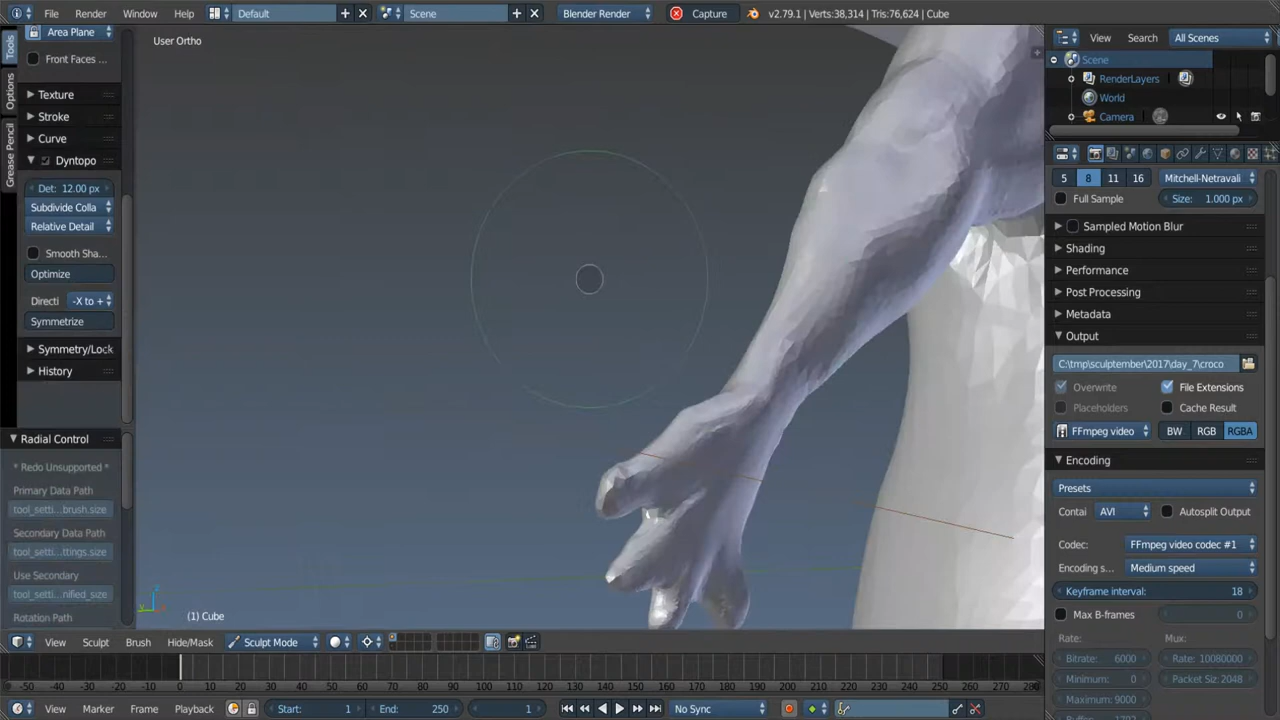 File Render Window Help Default Scene Blender Render Capture v2.79.1 | Verts:38,314 | Tris:76,624 | Cube
Tools
Options
Grease Pencil
Area Plane
Front Faces ...
Texture
Stroke
Curve
Dyntopo
Det: 12.00 px
Subdivide Colla
Relative Detail
Smooth Sha...
Optimize
Directi -X to +
Symmetrize
Symmetry/Lock
History
Radial Control
* Redo Unsupported *
Primary Data Path
tool_setti...brush.size
Secondary Data Path
tool_setti...ttings.size
Use Secondary
tool_setti...nified_size
Rotation Path
User Ortho
(1) Cube
View Sculpt Brush Hide/Mask Sculpt Mode
-50 -40 -30 -20 -10 0 10 20 30 40 50 60 70 80 90 100 110 120 130 140 150 160 170 180 190 200 210 220 230 240 250 260 270 280
View Marker Frame Playback Start: 1 End: 250 1 No Sync
View Search All Scenes
Scene
RenderLayers
World
Camera
5 8 11 16 Mitchell-Netravali
Full Sample Size: 1.000 px
Sampled Motion Blur
Shading
Performance
Post Processing
Metadata
Output
C:\tmp\sculptember\2017\day_7\croco
Overwrite File Extensions
Placeholders Cache Result
FFmpeg video BW RGB RGBA
Encoding
Presets
Contai AVI Autosplit Output
Codec: FFmpeg video codec #1
Encoding s... Medium speed
Keyframe interval: 18
Max B-frames 0
Rate: Mux:
Bitrate: 6000 Rate: 10080000
Minimum: 0 Packet Siz: 2048
Maximum: 9000